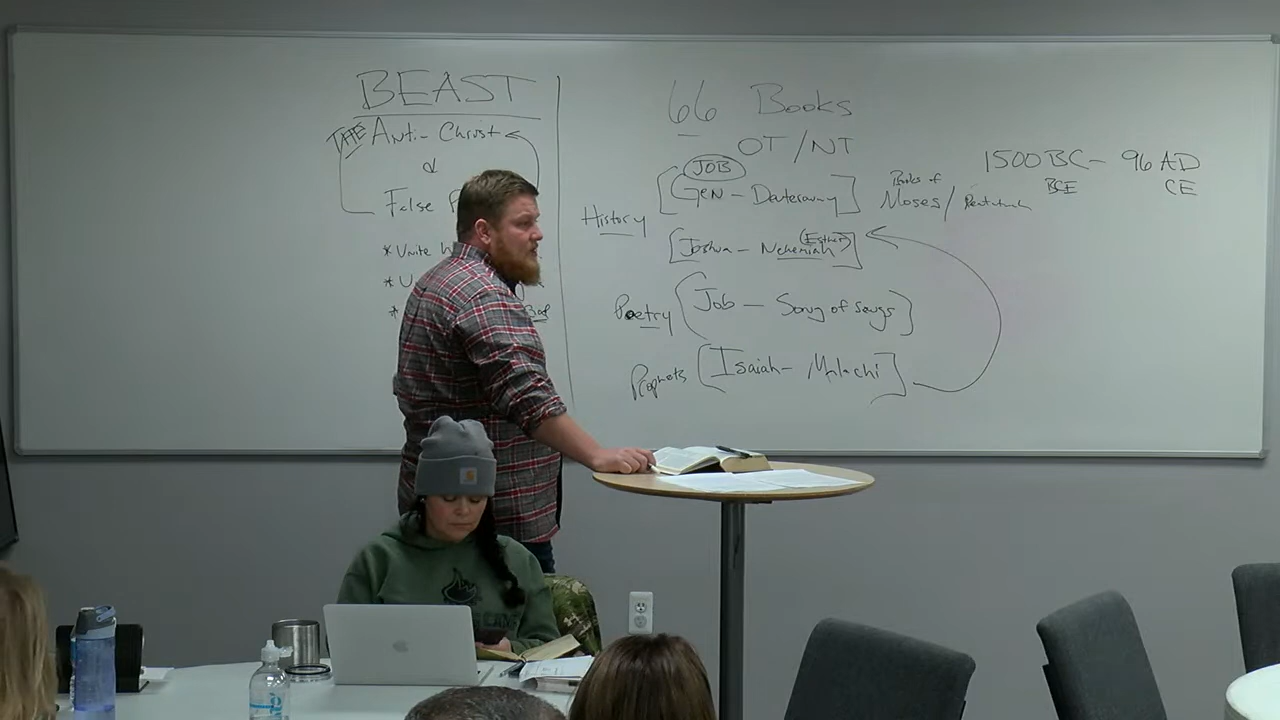 BEAST
THE Anti-Christ
&
False P
* Unite
* U
*
66 Books
OT/NT
JOB
[Gen - Deuteronomy] Books of Moses/
History
[Joshua - Nehemiah (Esther)]
Poetry [Job - Song of Songs]
Prophets [Isaiah - Malachi]
1500 BC - 96 AD
BCE CE